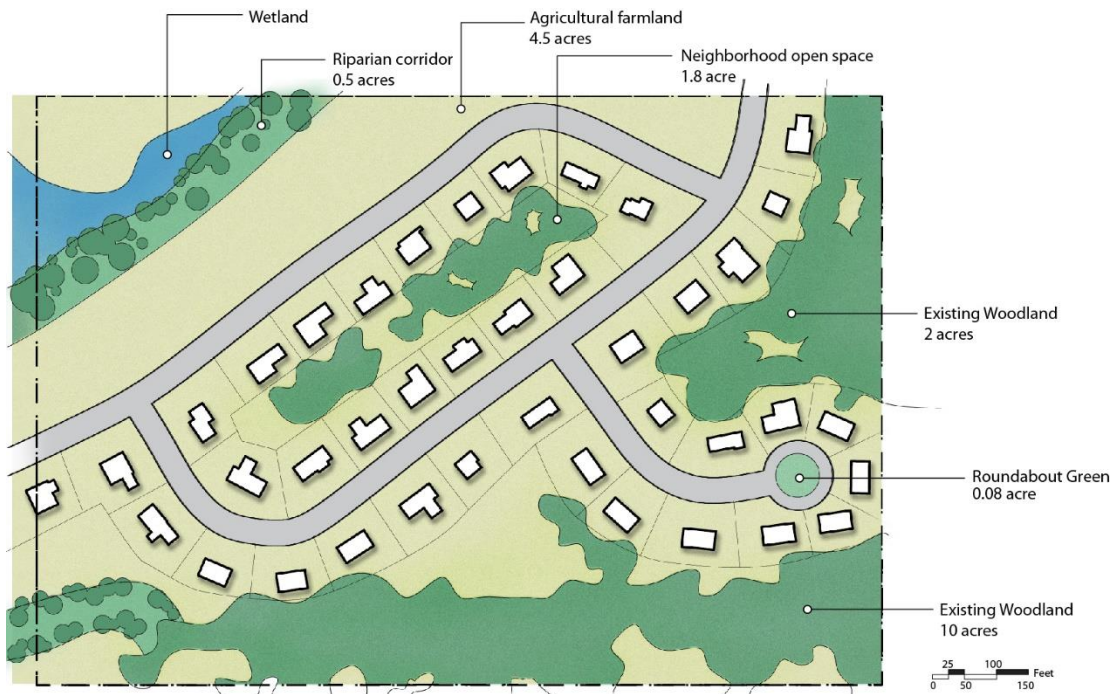 Wetland
Agricultural farmland
4.5 acres
Riparian corridor
0.5 acres
Neighborhood open space
1.8 acre
Existing Woodland
2 acres
Roundabout Green
0.08 acre
Existing Woodland
10 acres
25 100
0 50 150 Feet